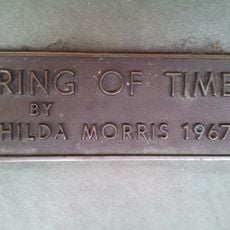 RING OF TIME
BY
HILDA MORRIS 1967